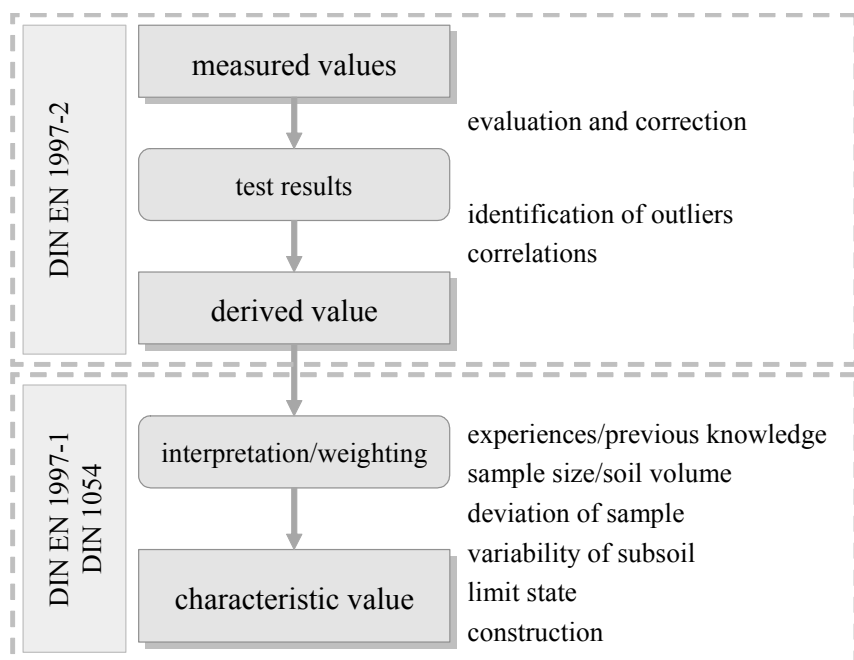 DIN EN 1997-2
measured values
evaluation and correction
test results
identification of outliers
correlations
derived value
DIN EN 1997-1
DIN 1054
interpretation/weighting
experiences/previous knowledge
sample size/soil volume
deviation of sample
variability of subsoil
limit state
construction
characteristic value